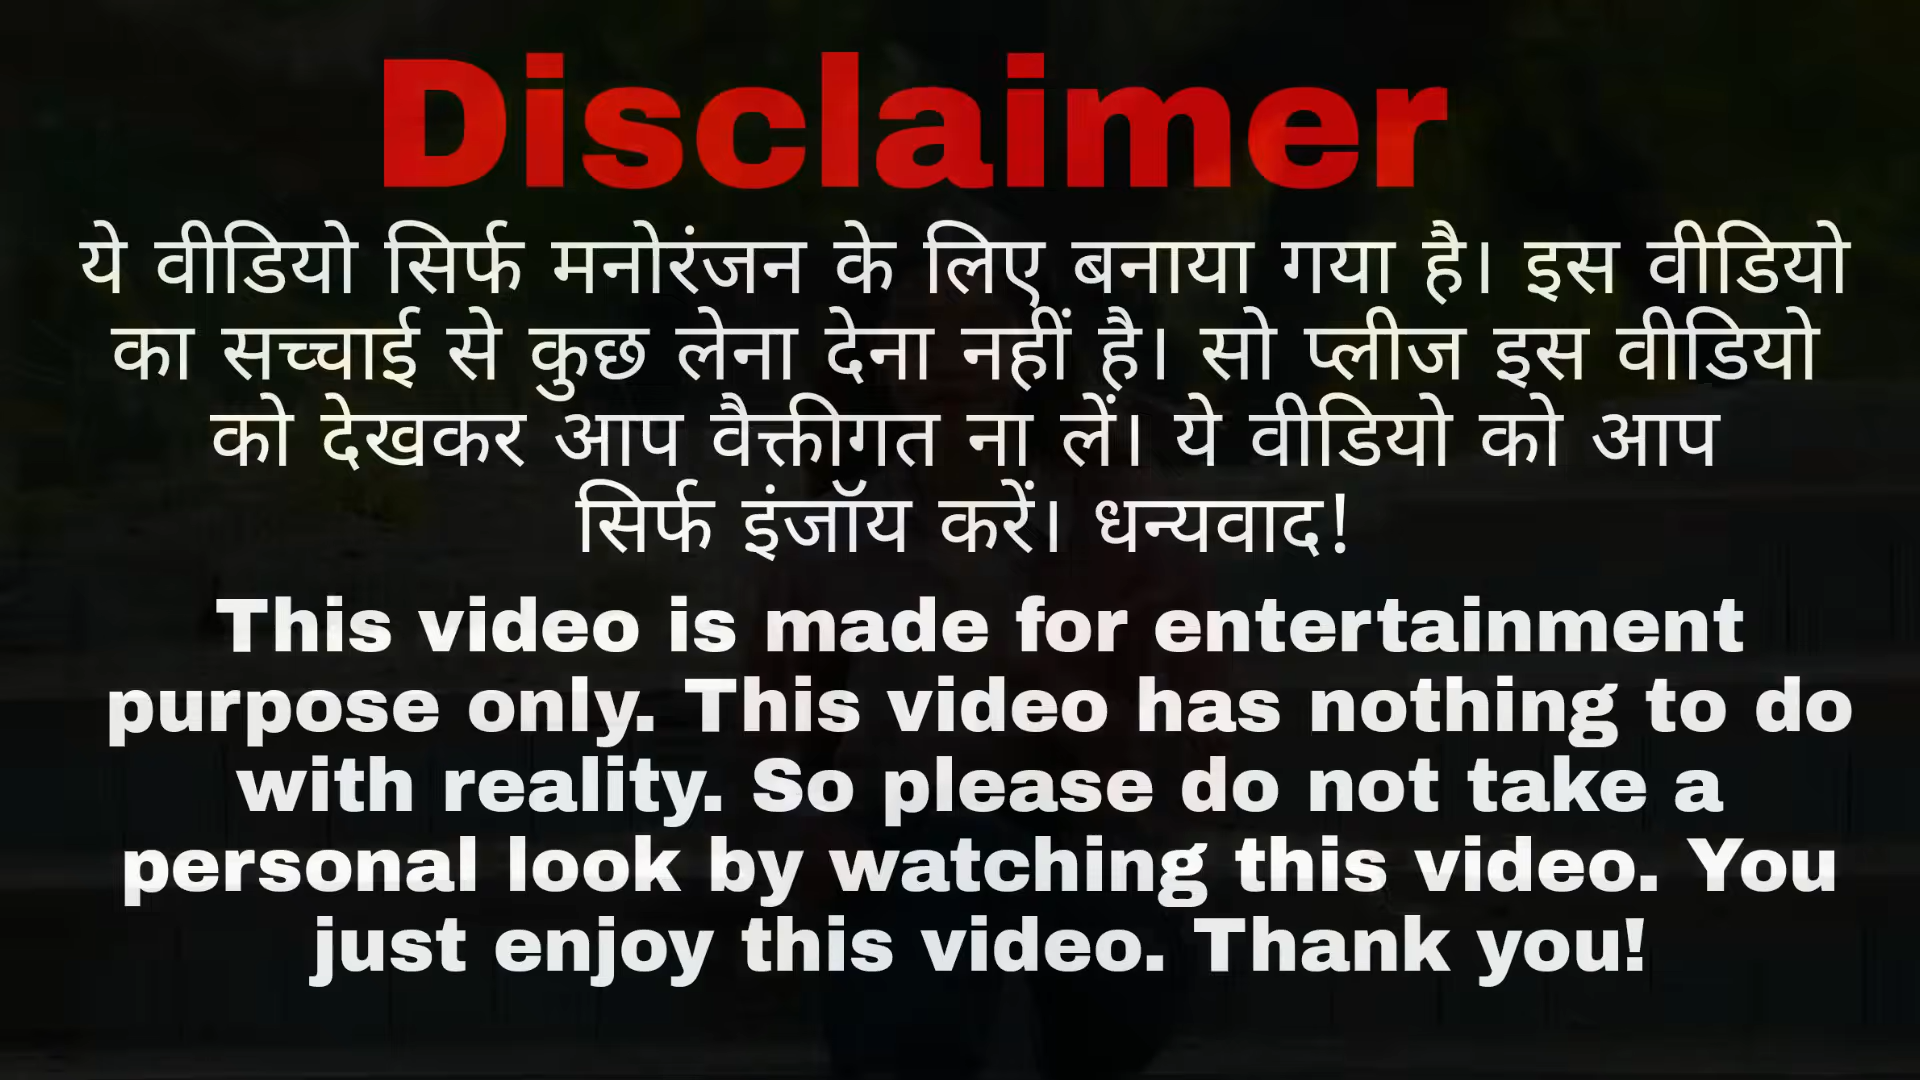 Disclaimer
ये वीडियो सिर्फ मनोरंजन के लिए बनाया गया है। इस वीडियो
का सच्चाई से कुछ लेना देना नहीं है। सो प्लीज इस वीडियो
को देखकर आप वैक्तीगत ना लें। ये वीडियो को आप
सिर्फ इंजॉय करें। धन्यवाद!
This video is made for entertainment
purpose only. This video has nothing to do
with reality. So please do not take a
personal look by watching this video. You
just enjoy this video. Thank you!